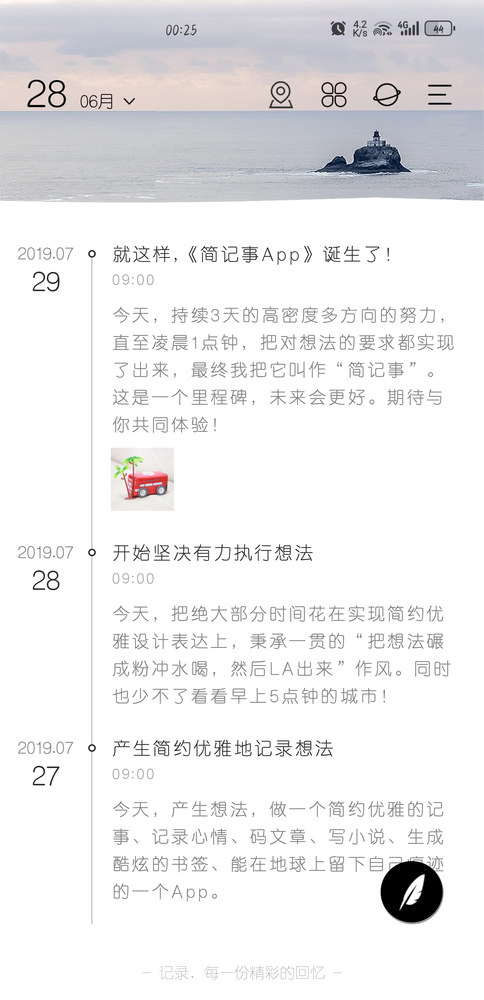 00:25
4.2
K/s
4G
44
28 06月
2019.07
29
就这样,《简记事App》诞生了!
09:00
今天，持续3天的高密度多方向的努力，
直至凌晨1点钟，把对想法的要求都实现
了出来，最终我把它叫作“简记事”。
这是一个里程碑，未来会更好。期待与
你共同体验！
2019.07
28
开始坚决有力执行想法
09:00
今天，把绝大部分时间花在实现简约优
雅设计表达上，秉承一贯的“把想法碾
成粉冲水喝，然后LA出来”作风。同时
也少不了看看早上5点钟的城市！
2019.07
27
产生简约优雅地记录想法
09:00
今天，产生想法，做一个简约优雅的记
事、记录心情、码文章、写小说、生成
酷炫的书签、能在地球上留下自己痕迹
的一个App。
— 记录，每一份精彩的回忆 —